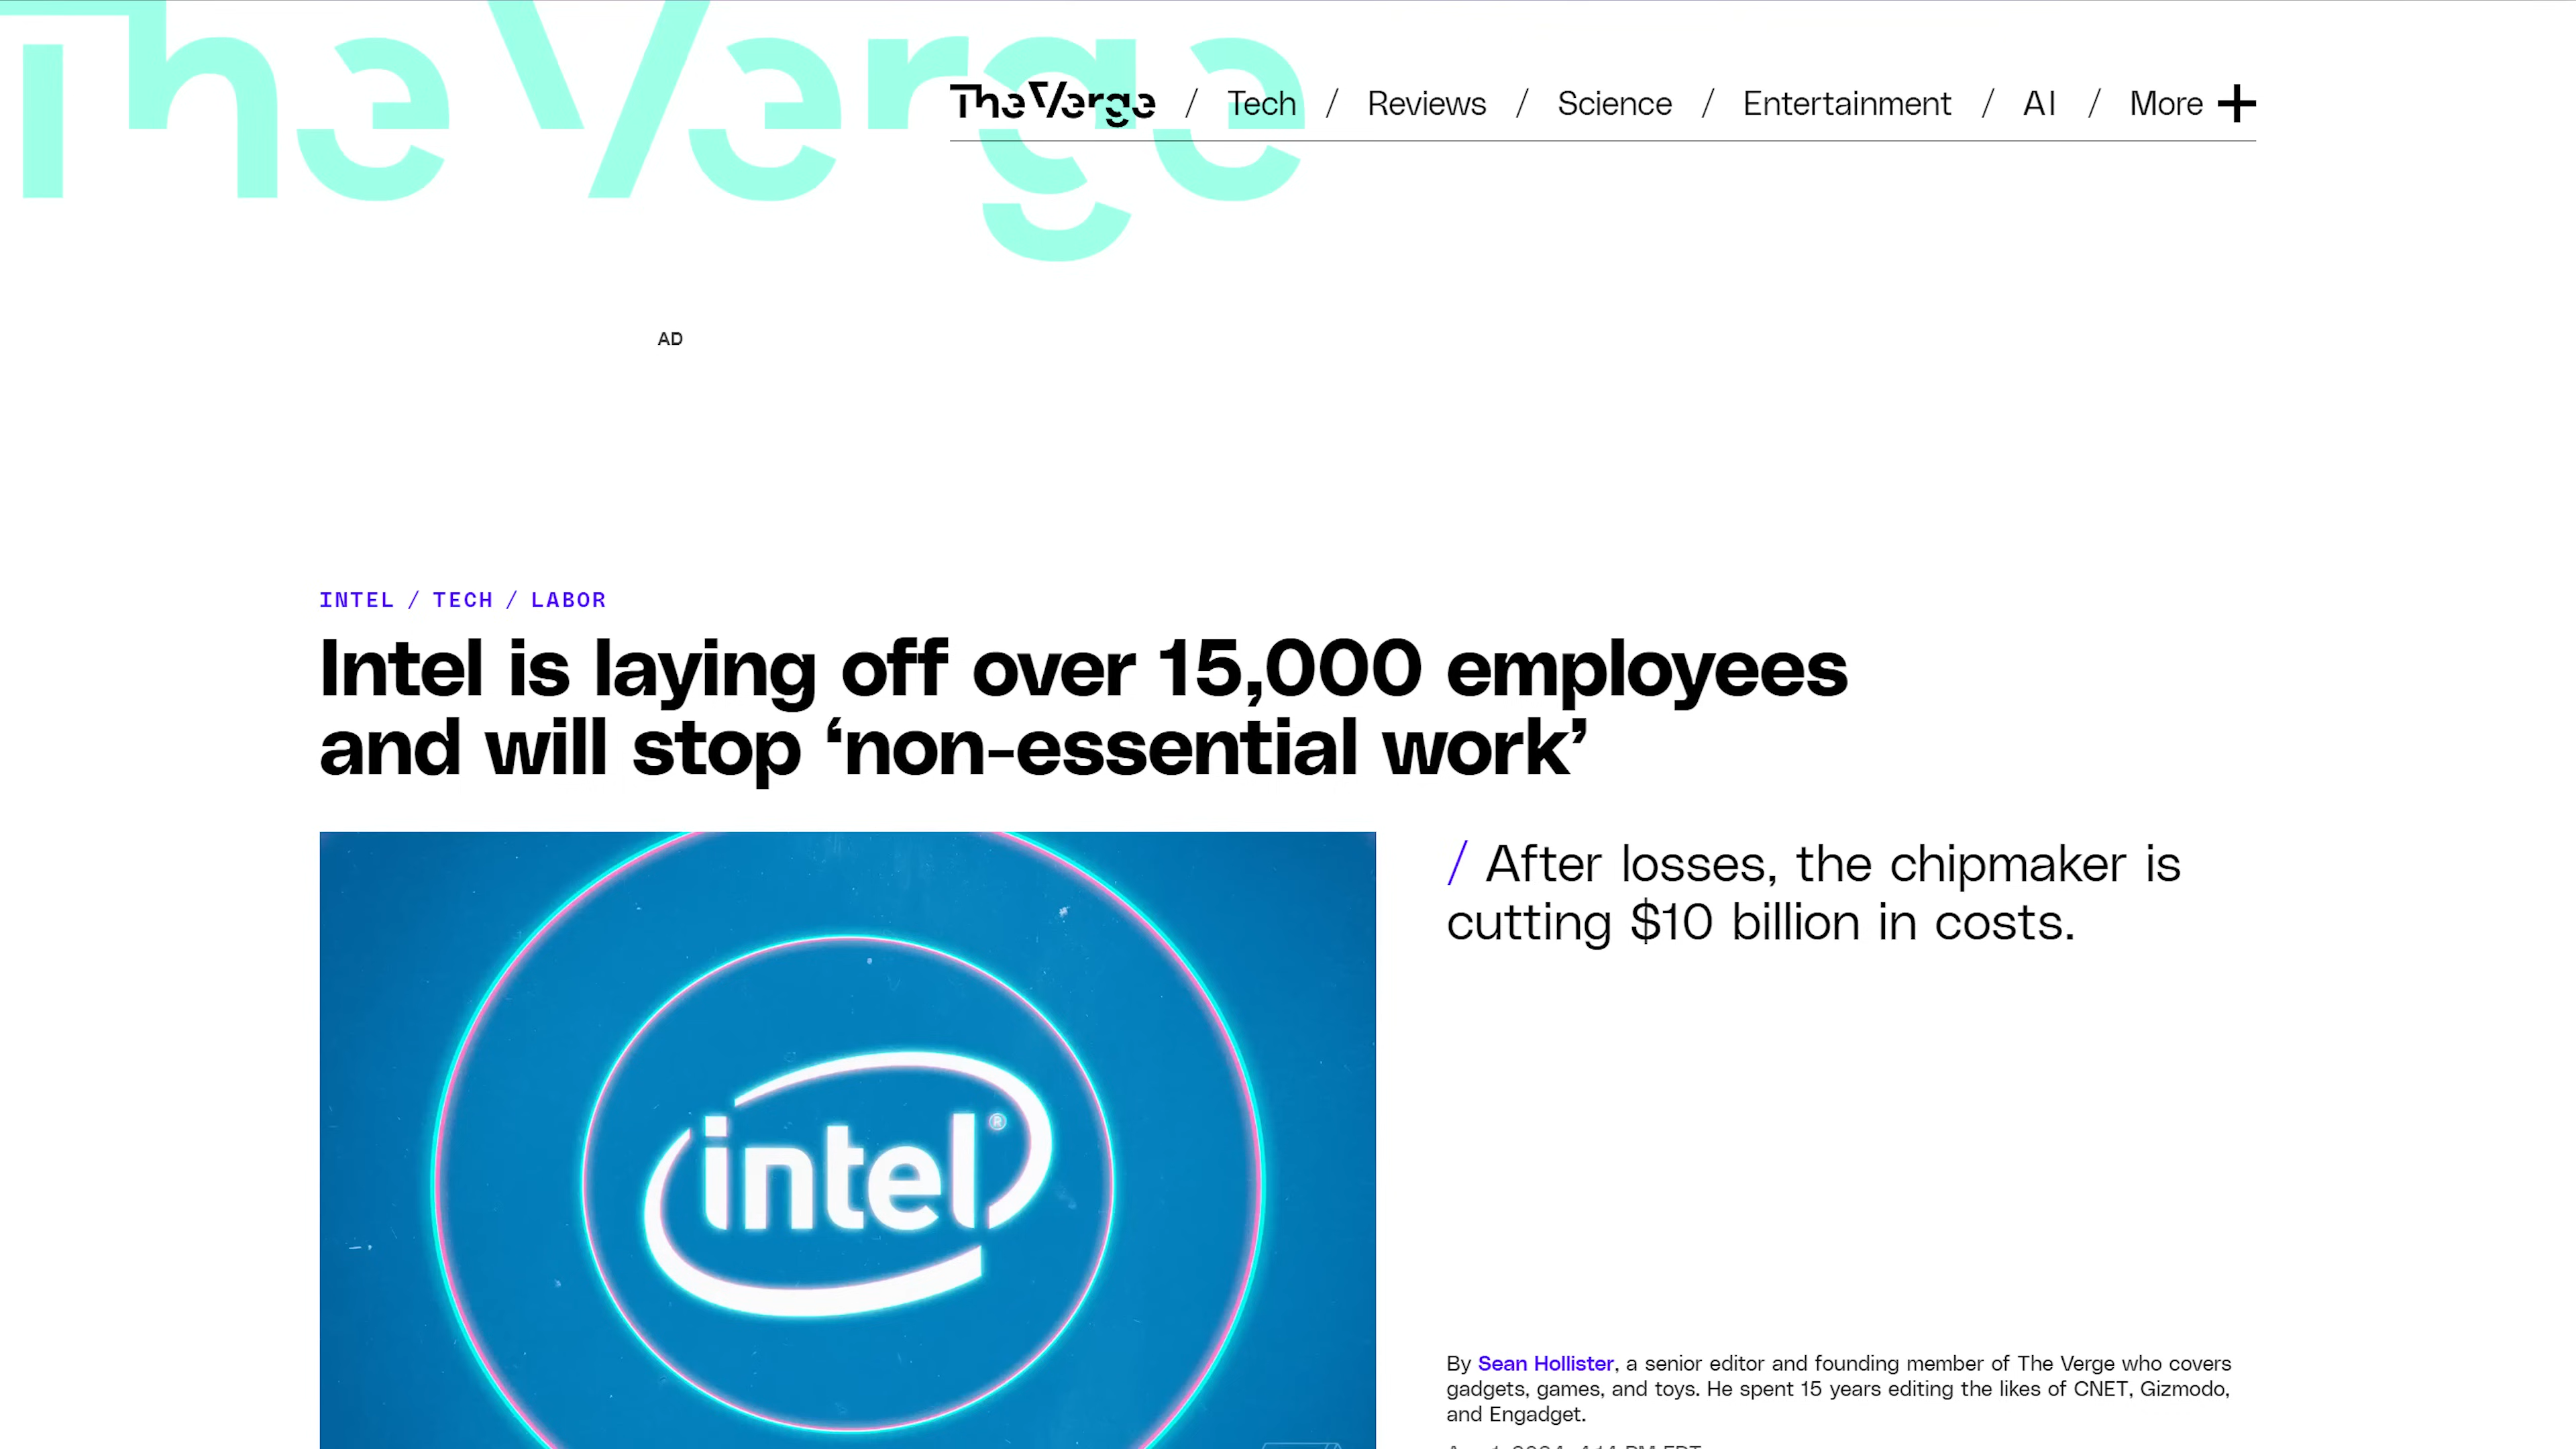 The Verge
The Verge / Tech / Reviews / Science / Entertainment / AI / More
AD
INTEL / TECH / LABOR
Intel is laying off over 15,000 employees
and will stop ‘non-essential work’
/ After losses, the chipmaker is
cutting $10 billion in costs.
intel®
By Sean Hollister, a senior editor and founding member of The Verge who covers
gadgets, games, and toys. He spent 15 years editing the likes of CNET, Gizmodo,
and Engadget.